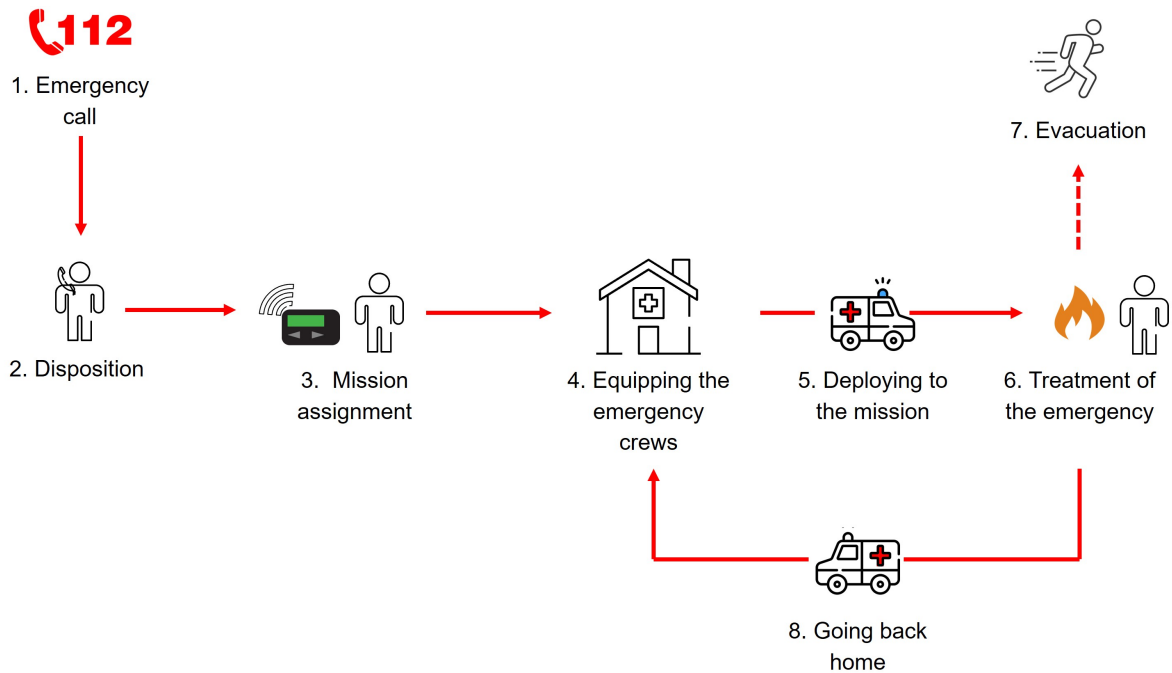 112
1. Emergency
call
7. Evacuation
2. Disposition
3. Mission
assignment
4. Equipping the
emergency
crews
5. Deploying to
the mission
6. Treatment of
the emergency
8. Going back
home